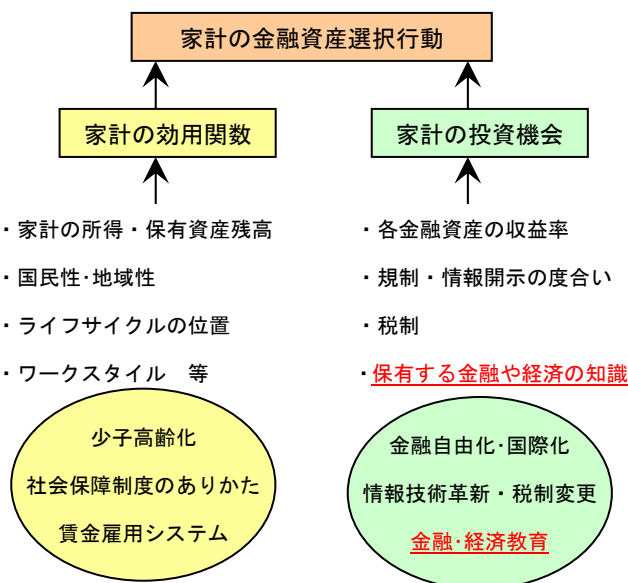 家計の金融資産選択行動
家計の効用関数
家計の投資機会
・家計の所得・保有資産残高
・国民性･地域性
・ライフサイクルの位置
・ワークスタイル　等
・各金融資産の収益率
・規制・情報開示の度合い
・税制
・保有する金融や経済の知識
少子高齢化
社会保障制度のありかた
賃金雇用システム
金融自由化･国際化
情報技術革新・税制変更
金融･経済教育